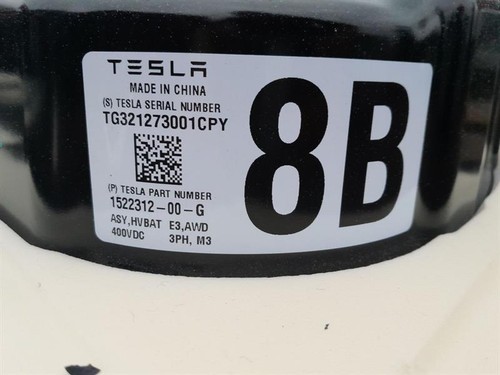 TESLA
MADE IN CHINA
(S) TESLA SERIAL NUMBER
TG321273001CPY
(P) TESLA PART NUMBER
1522312-00-G
ASY,HVBAT E3,AWD
400VDC 3PH, M3
8B